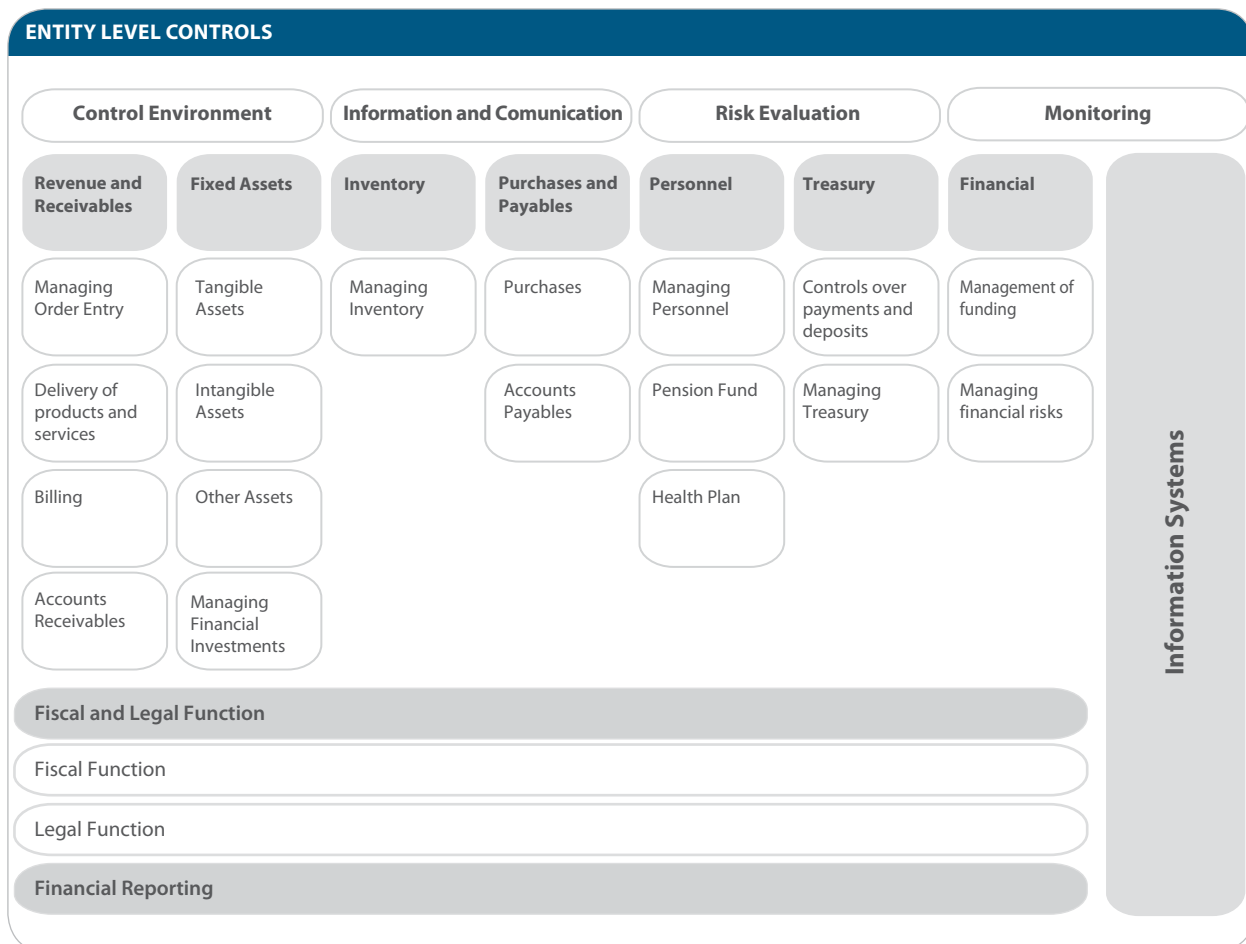 ENTITY LEVEL CONTROLS
Control Environment
Information and Comunication
Risk Evaluation
Monitoring
Revenue and
Receivables
Fixed Assets
Inventory
Purchases and
Payables
Personnel
Treasury
Financial
Managing
Order Entry
Tangible
Assets
Managing
Inventory
Purchases
Managing
Personnel
Controls over
payments and
deposits
Management of
funding
Delivery of
products and
services
Intangible
Assets
Accounts
Payables
Pension Fund
Managing
Treasury
Managing
financial risks
Billing
Other Assets
Health Plan
Accounts
Receivables
Managing
Financial
Investments
Information Systems
Fiscal and Legal Function
Fiscal Function
Legal Function
Financial Reporting